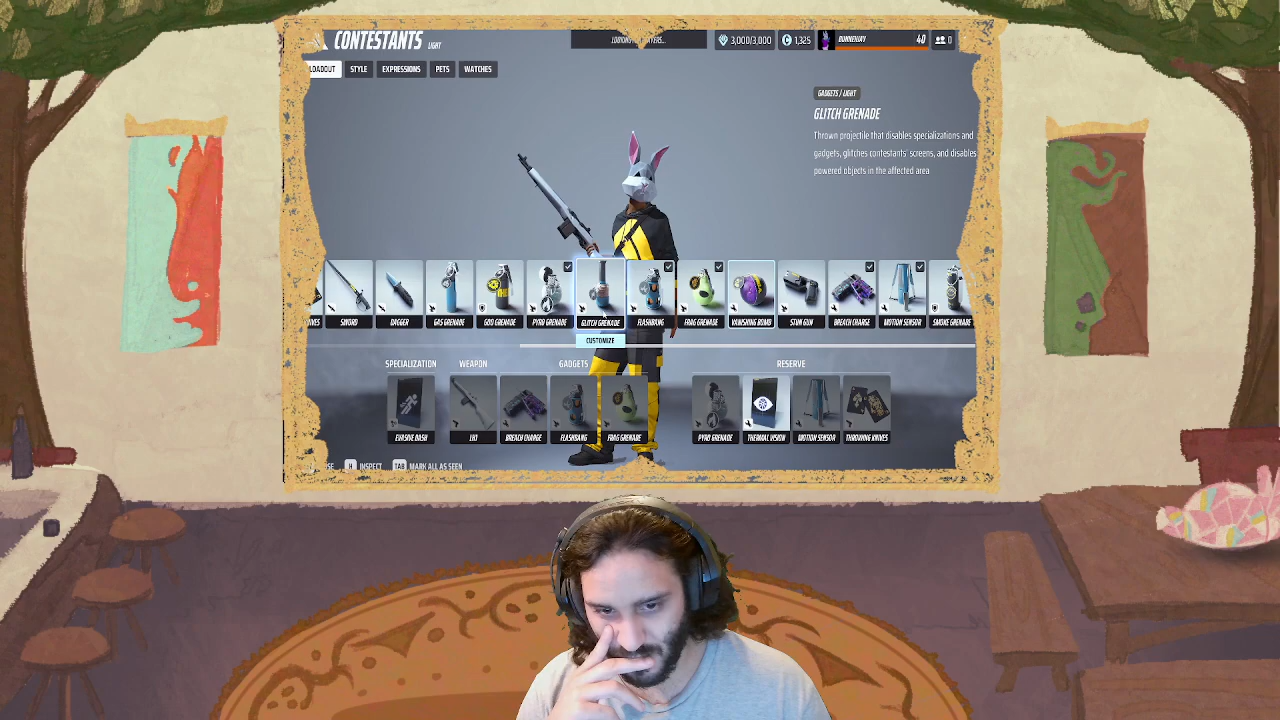 CONTESTANTS LIGHT
3,000/3,000
1,325
BUNNEHJAY
40
0
LOADOUT
STYLE
EXPRESSIONS
PETS
WATCHES
GADGETS / LIGHT
GLITCH GRENADE
Thrown projectile that disables specializations and
gadgets, glitches contestants' screens, and disables
powered objects in the affected area
SWORD
DAGGER
GAS GRENADE
GOO GRENADE
PYRO GRENADE
GLITCH GRENADE
FLASHBANG
FRAG GRENADE
VANISHING BOMB
STUN GUN
BREACH CHARGE
MOTION SENSOR
SMOKE GRENADE
CUSTOMIZE
SPECIALIZATION
WEAPON
GADGETS
RESERVE
EVASIVE DASH
LH1
BREACH CHARGE
FLASHBANG
FRAG GRENADE
PYRO GRENADE
THERMAL VISION
MOTION SENSOR
THROWING KNIVES
H INSPECT
TAB MARK ALL AS SEEN